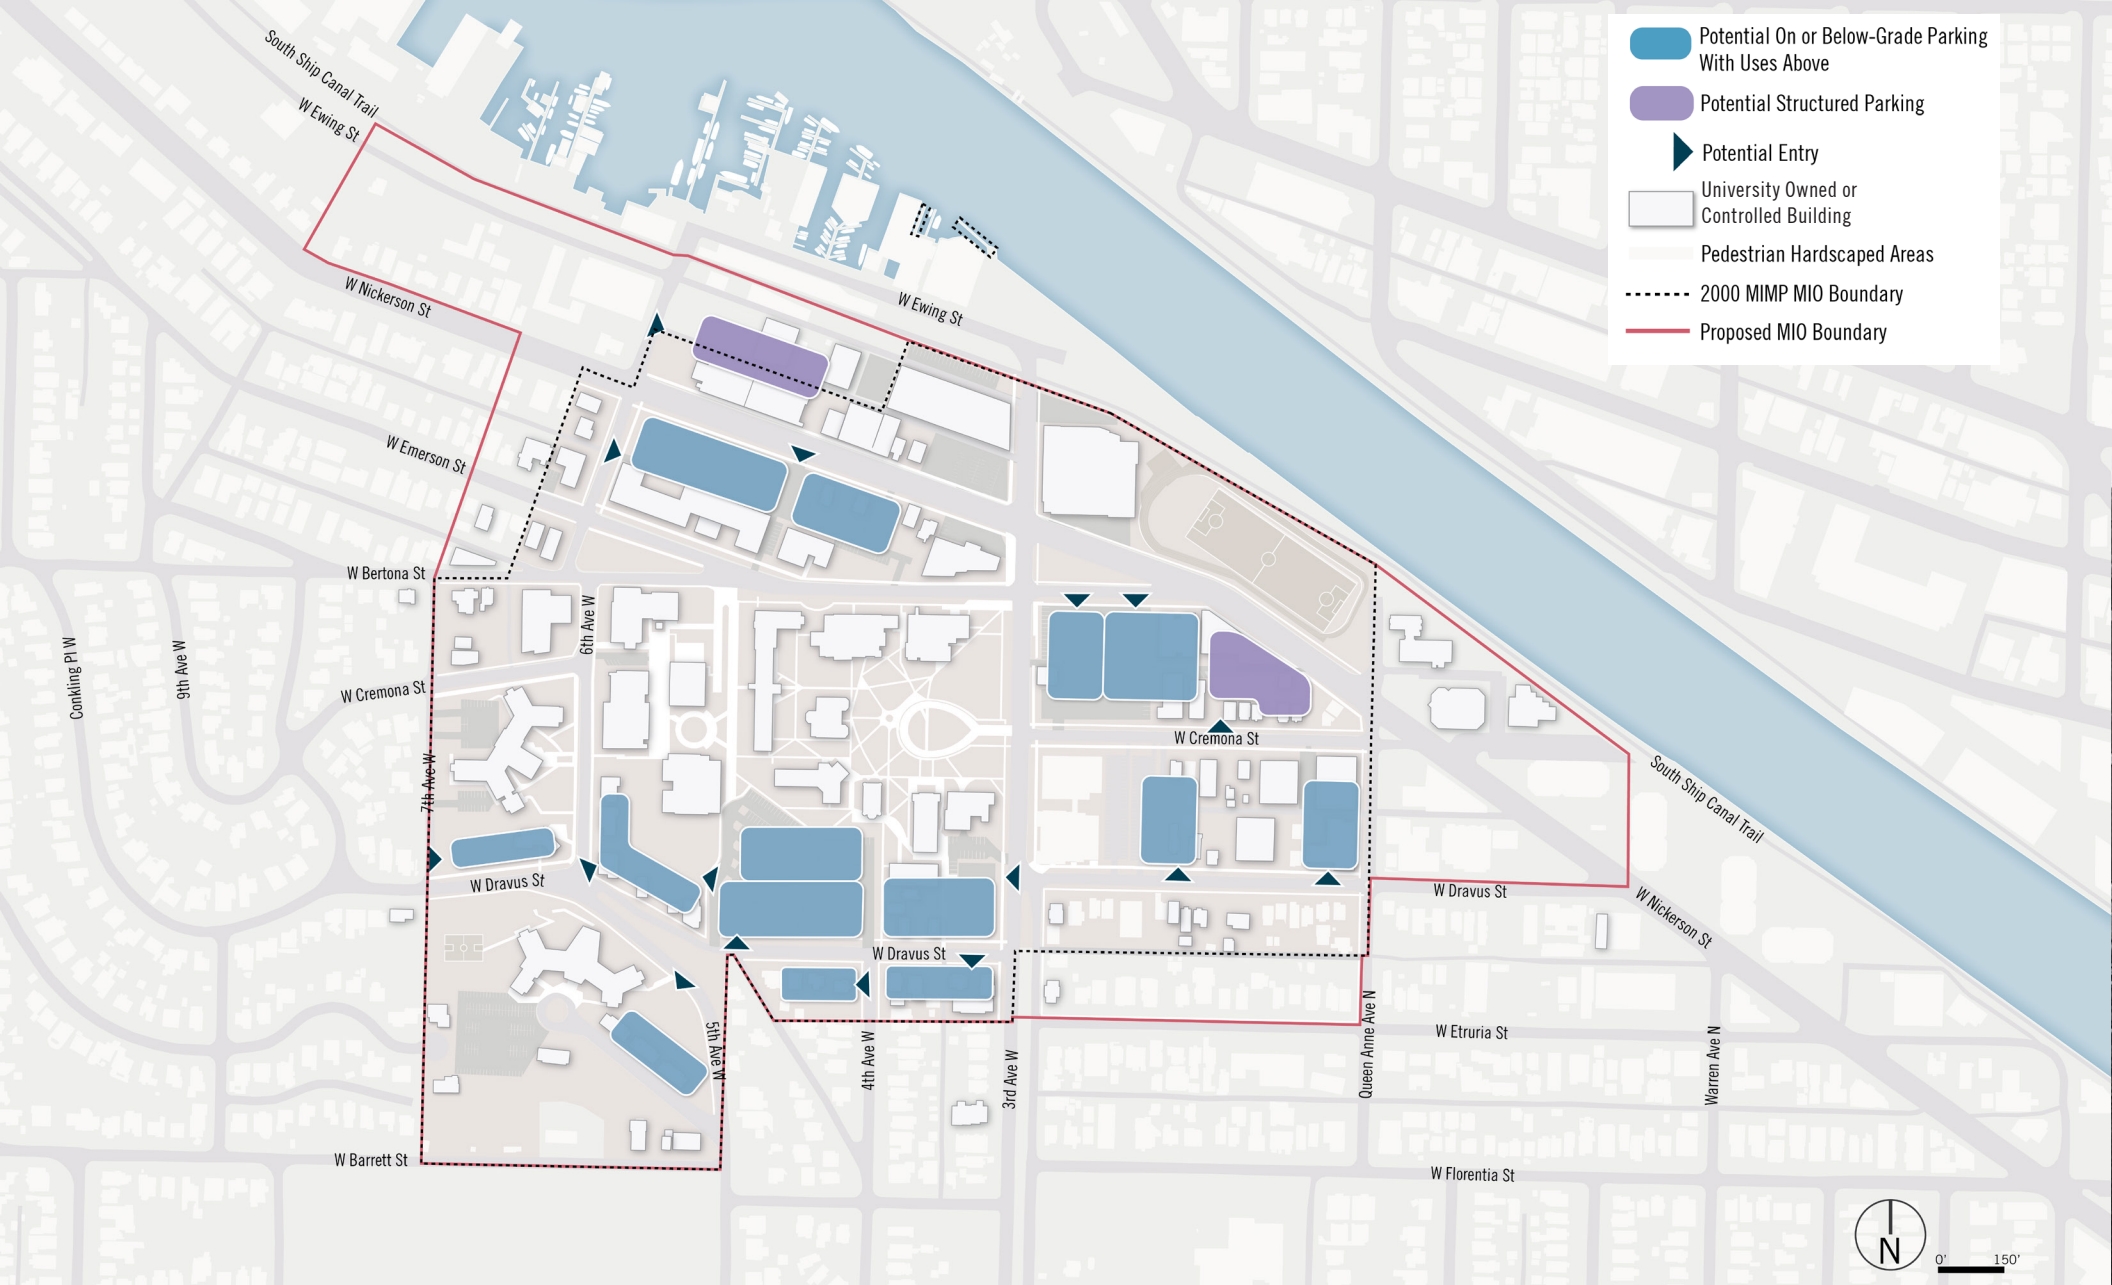 Potential On or Below-Grade Parking
With Uses Above
Potential Structured Parking
Potential Entry
University Owned or
Controlled Building
Pedestrian Hardscaped Areas
2000 MIMP MIO Boundary
Proposed MIO Boundary
South Ship Canal Trail
W Ewing St
W Nickerson St
W Ewing St
W Emerson St
W Bertona St
6th Ave W
Conkling Pl W
9th Ave W
W Cremona St
W Cremona St
7th Ave W
South Ship Canal Trail
W Dravus St
W Dravus St
W Nickerson St
W Dravus St
5th Ave W
4th Ave W
3rd Ave W
Queen Anne Ave N
W Etruria St
Warren Ave N
W Barrett St
W Florentia St
N
0'
150'